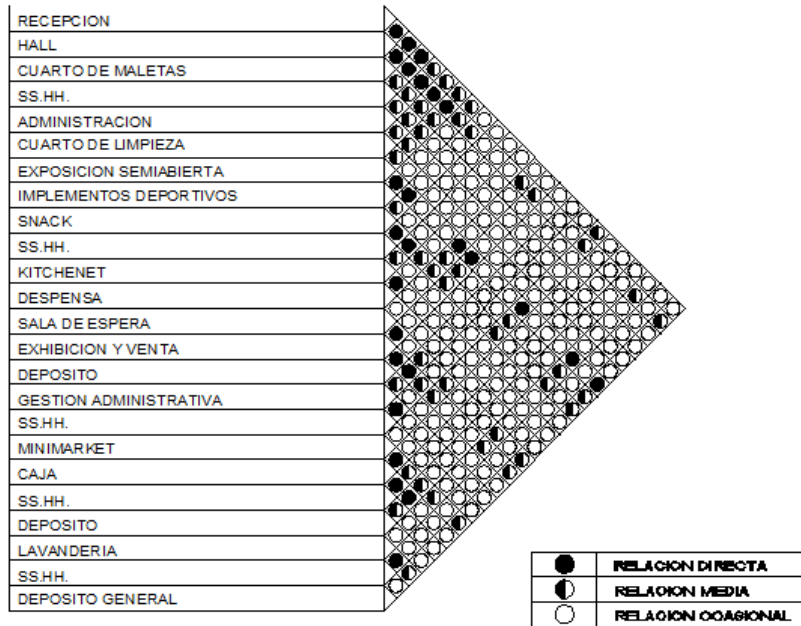 RECEPCION
HALL
CUARTO DE MALETAS
SS.HH.
ADMINISTRACION
CUARTO DE LIMPIEZA
EXPOSICION SEMIABIERTA
IMPLEMENTOS DEPORTIVOS
SNACK
SS.HH.
KITCHENET
DESPENSA
SALA DE ESPERA
EXHIBICION Y VENTA
DEPOSITO
GESTION ADMINISTRATIVA
SS.HH.
MINIMARKET
CAJA
SS.HH.
DEPOSITO
LAVANDERIA
SS.HH.
DEPOSITO GENERAL
RELACION DIRECTA
RELACION MEDIA
RELACION OCASIONAL